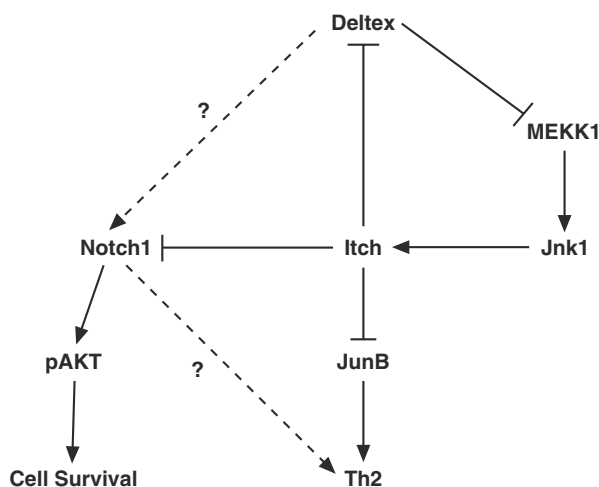 Deltex
?
MEKK1
Notch1
Itch
Jnk1
pAKT
?
JunB
Cell Survival
Th2